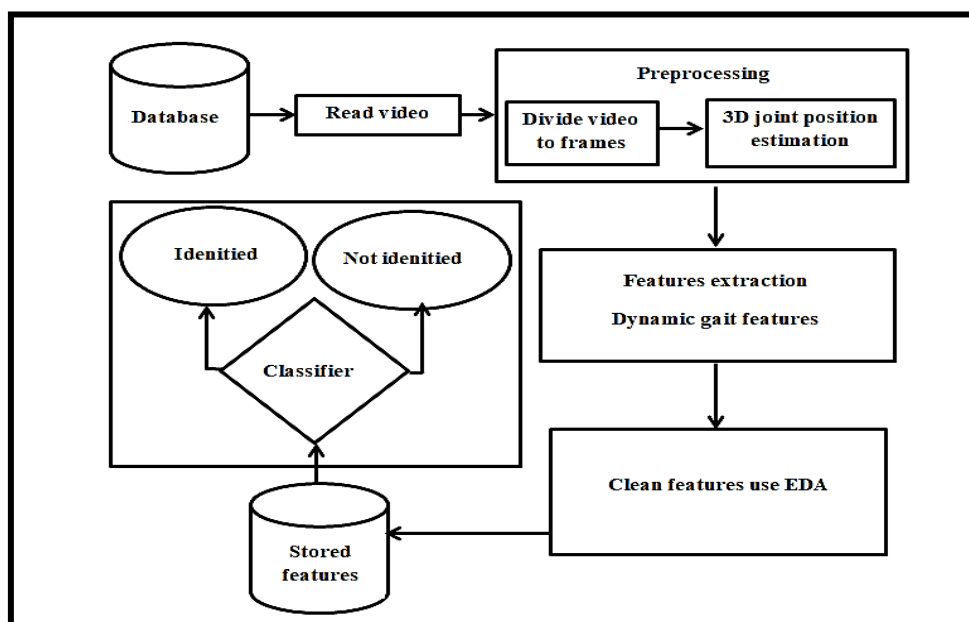 Database
Read video
Preprocessing
Divide video
to frames
3D joint position
estimation
Features extraction
Dynamic gait features
Clean features use EDA
Stored
features
Classifier
Idenitied
Not idenitied